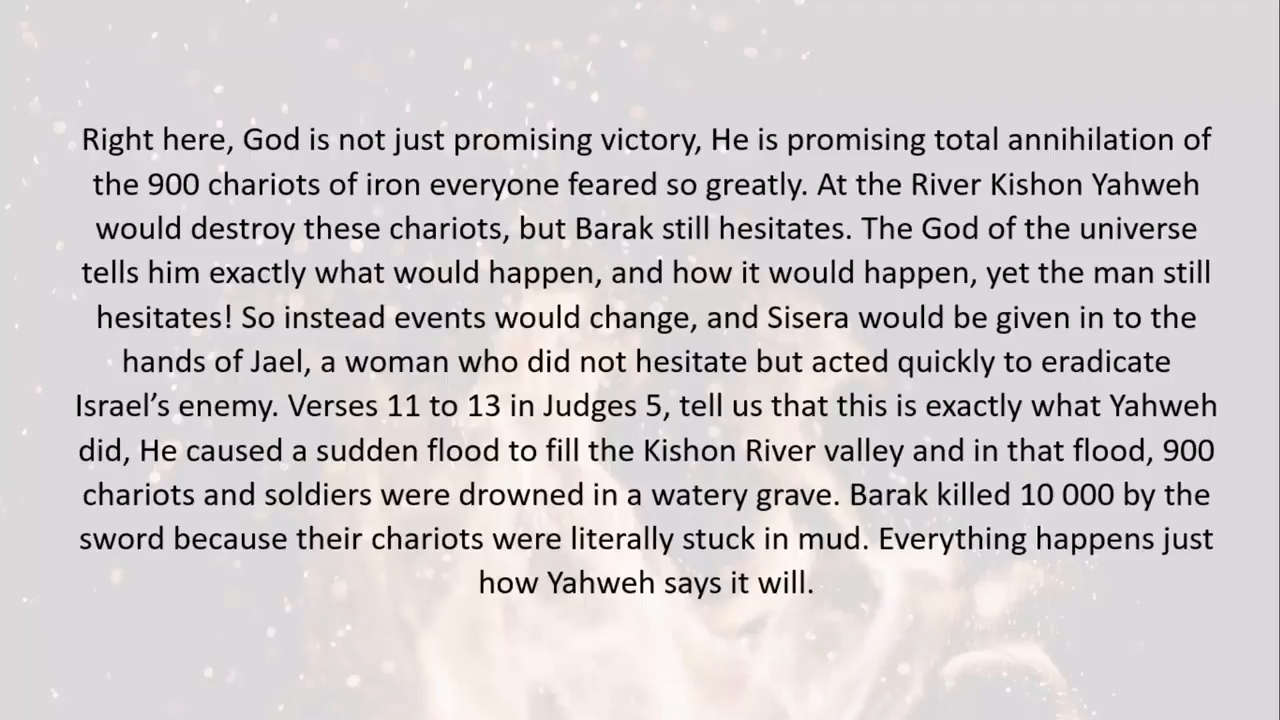 Right here, God is not just promising victory, He is promising total annihilation of
the 900 chariots of iron everyone feared so greatly. At the River Kishon Yahweh
would destroy these chariots, but Barak still hesitates. The God of the universe
tells him exactly what would happen, and how it would happen, yet the man still
hesitates! So instead events would change, and Sisera would be given in to the
hands of Jael, a woman who did not hesitate but acted quickly to eradicate
Israel’s enemy. Verses 11 to 13 in Judges 5, tell us that this is exactly what Yahweh
did, He caused a sudden flood to fill the Kishon River valley and in that flood, 900
chariots and soldiers were drowned in a watery grave. Barak killed 10 000 by the
sword because their chariots were literally stuck in mud. Everything happens just
how Yahweh says it will.